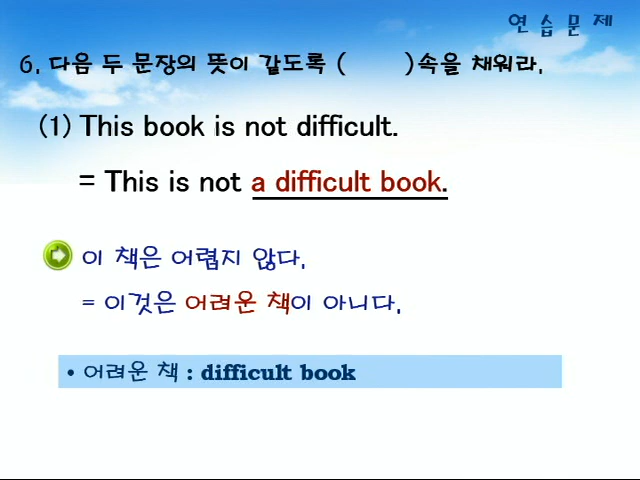 연습문제
6. 다음 두 문장의 뜻이 같도록 (      )속을 채워라.
(1) This book is not difficult.
= This is not a difficult book.
이 책은 어렵지 않다.
= 이것은 어려운 책이 아니다.
• 어려운 책 : difficult book